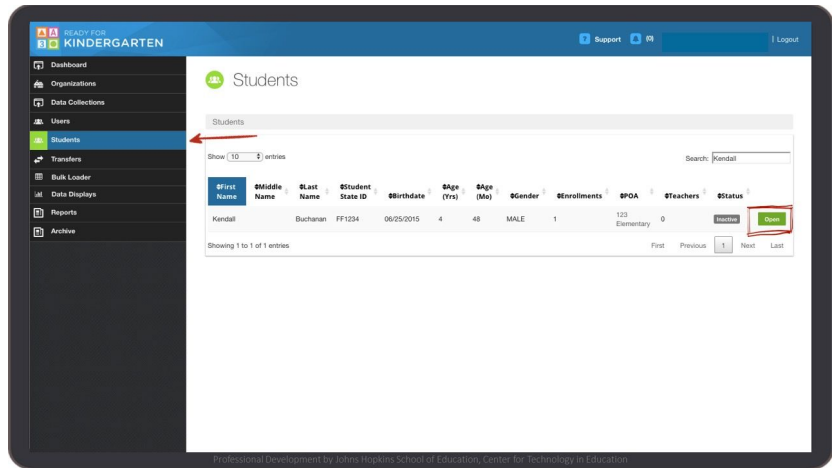 READY FOR
KINDERGARTEN
Support (0) | Logout
Dashboard
Organizations
Data Collections
Users
Students
Transfers
Bulk Loader
Data Displays
Reports
Archive
Students
Students
Show 10 entries Search: Kendall
First Name Middle Name Last Name Student State ID Birthdate Age (Yrs) Age (Mo) Gender Enrollments POA Teachers Status
Kendall Buchanan FF1234 06/25/2015 4 48 MALE 1 123 Elementary 0 Inactive Open
Showing 1 to 1 of 1 entries First Previous 1 Next Last
Professional Development by Johns Hopkins School of Education, Center for Technology in Education